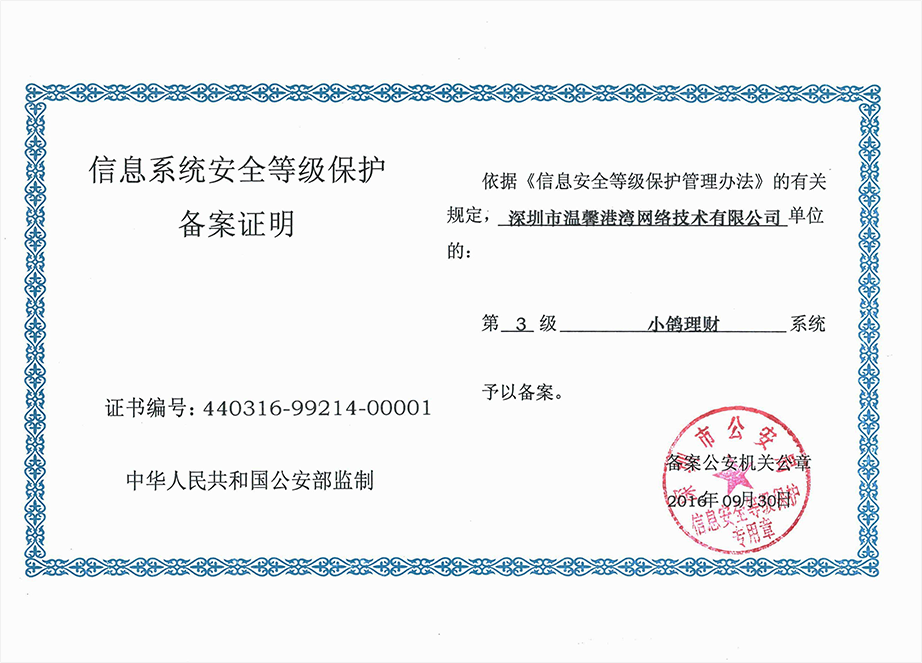 信息系统安全等级保护
备案证明
证书编号：440316-99214-00001
中华人民共和国公安部监制
依据《信息安全等级保护管理办法》的有关
规定，深圳市温馨港湾网络技术有限公司单位
的：
第 3 级 小鸽理财 系统
予以备案。
深圳市公安局
备案公安机关公章
2016年 09月30日
信息安全等级保护
专用章